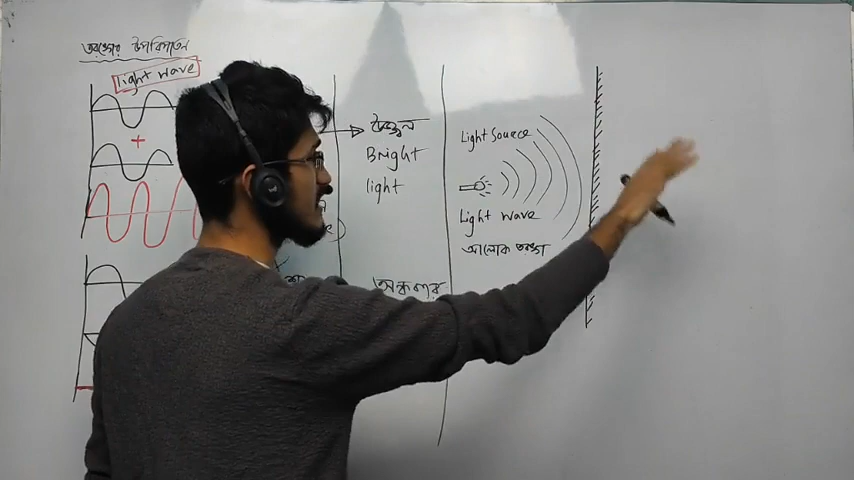 তরঙ্গের উপরিপাতন
Light wave
+
উজ্জ্বল
Bright
light
অন্ধকার
Light Source
Light wave
আলোক তরঙ্গ